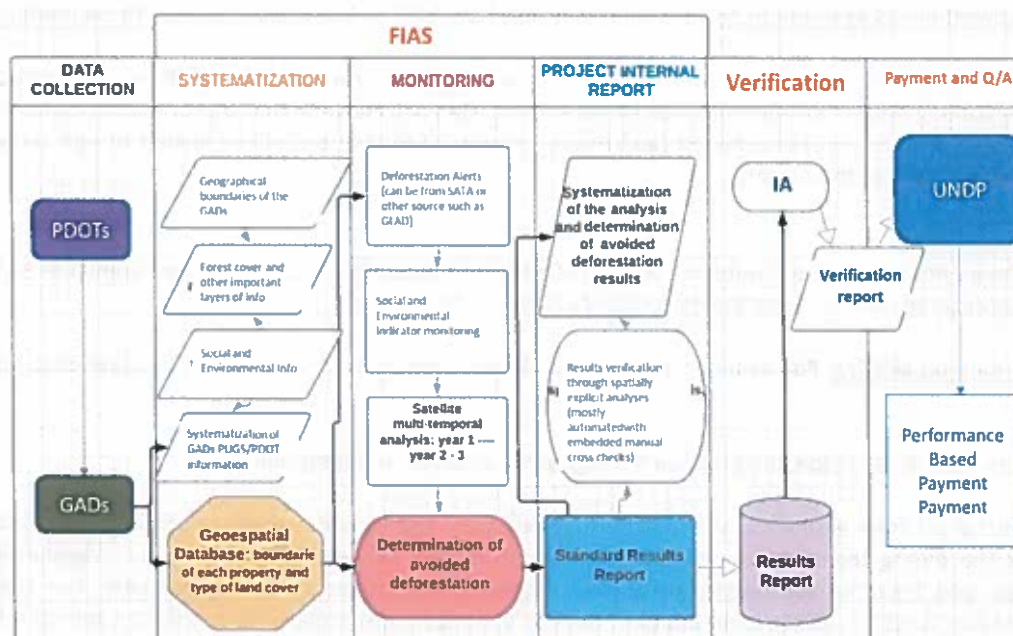 FIAS
DATA
COLLECTION
SYSTEMATIZATION
MONITORING
PROJECT INTERNAL
REPORT
Verification
Payment and Q/A
PDOTs
GADs
Geographical
boundaries of the
GADs
Forest cover and
other important
layers of info
Social and
Environmental Info
Systematization of
GADs PUGS/PDOT
information
Geoespatial
Database: boundarie
of each property and
type of land cover
Deforestation Alerts
(can be from SATA or
other source such as
GLAD)
Social and
Environmental
Indicator monitoring
Satellite
multi-temporal
analysis: year 1 ----
year 2 - 3
Determination of
avoided
deforestation
Systematization
of the analysis
and determination
of avoided
deforestation
results
Results verification
through spatially
explicit analyses
(mostly
automatedwith
embedded manual
cross checks)
Standard Results
Report
IA
Verification
report
Results
Report
UNDP
Performance
Based
Payment
Payment